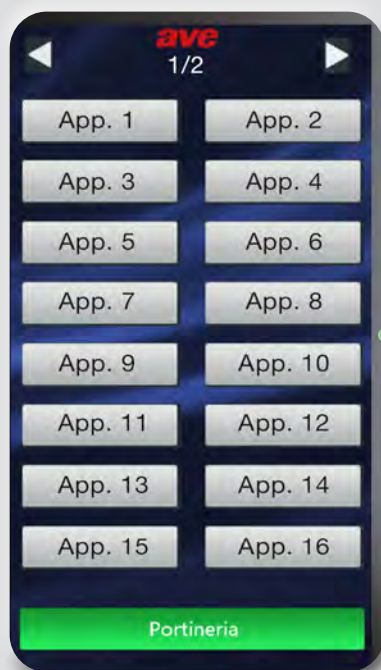 ave
1/2
App. 1 App. 2
App. 3 App. 4
App. 5 App. 6
App. 7 App. 8
App. 9 App. 10
App. 11 App. 12
App. 13 App. 14
App. 15 App. 16
Portineria